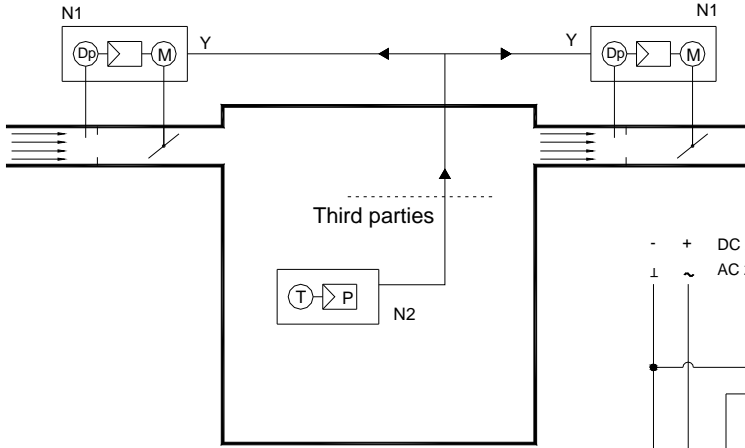 N1
Dp M Y
N1
Y Dp M
Third parties
T P
N2
- + DC
⊥ ~ AC